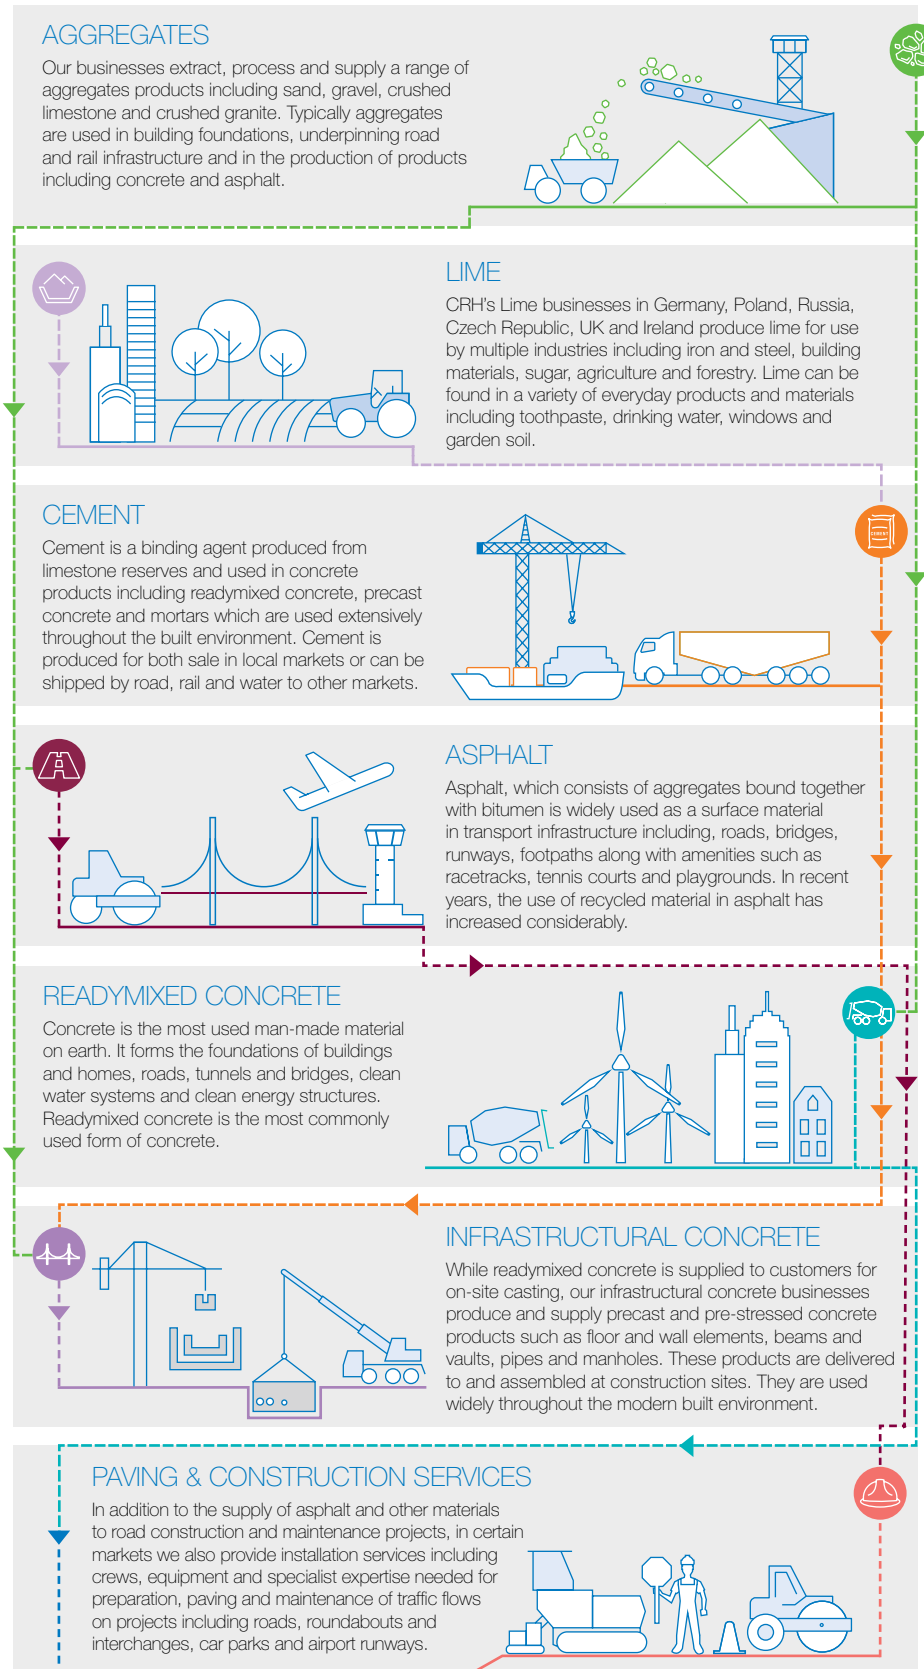 AGGREGATES
Our businesses extract, process and supply a range of
aggregates products including sand, gravel, crushed
limestone and crushed granite. Typically aggregates
are used in building foundations, underpinning road
and rail infrastructure and in the production of products
including concrete and asphalt.
LIME
CRH's Lime businesses in Germany, Poland, Russia,
Czech Republic, UK and Ireland produce lime for use
by multiple industries including iron and steel, building
materials, sugar, agriculture and forestry. Lime can be
found in a variety of everyday products and materials
including toothpaste, drinking water, windows and
garden soil.
CEMENT
Cement is a binding agent produced from
limestone reserves and used in concrete
products including readymixed concrete, precast
concrete and mortars which are used extensively
throughout the built environment. Cement is
produced for both sale in local markets or can be
shipped by road, rail and water to other markets.
CEMENT
ASPHALT
Asphalt, which consists of aggregates bound together
with bitumen is widely used as a surface material
in transport infrastructure including, roads, bridges,
runways, footpaths along with amenities such as
racetracks, tennis courts and playgrounds. In recent
years, the use of recycled material in asphalt has
increased considerably.
READYMIXED CONCRETE
Concrete is the most used man-made material
on earth. It forms the foundations of buildings
and homes, roads, tunnels and bridges, clean
water systems and clean energy structures.
Readymixed concrete is the most commonly
used form of concrete.
INFRASTRUCTURAL CONCRETE
While readymixed concrete is supplied to customers for
on-site casting, our infrastructural concrete businesses
produce and supply precast and pre-stressed concrete
products such as floor and wall elements, beams and
vaults, pipes and manholes. These products are delivered
to and assembled at construction sites. They are used
widely throughout the modern built environment.
PAVING & CONSTRUCTION SERVICES
In addition to the supply of asphalt and other materials
to road construction and maintenance projects, in certain
markets we also provide installation services including
crews, equipment and specialist expertise needed for
preparation, paving and maintenance of traffic flows
on projects including roads, roundabouts and
interchanges, car parks and airport runways.